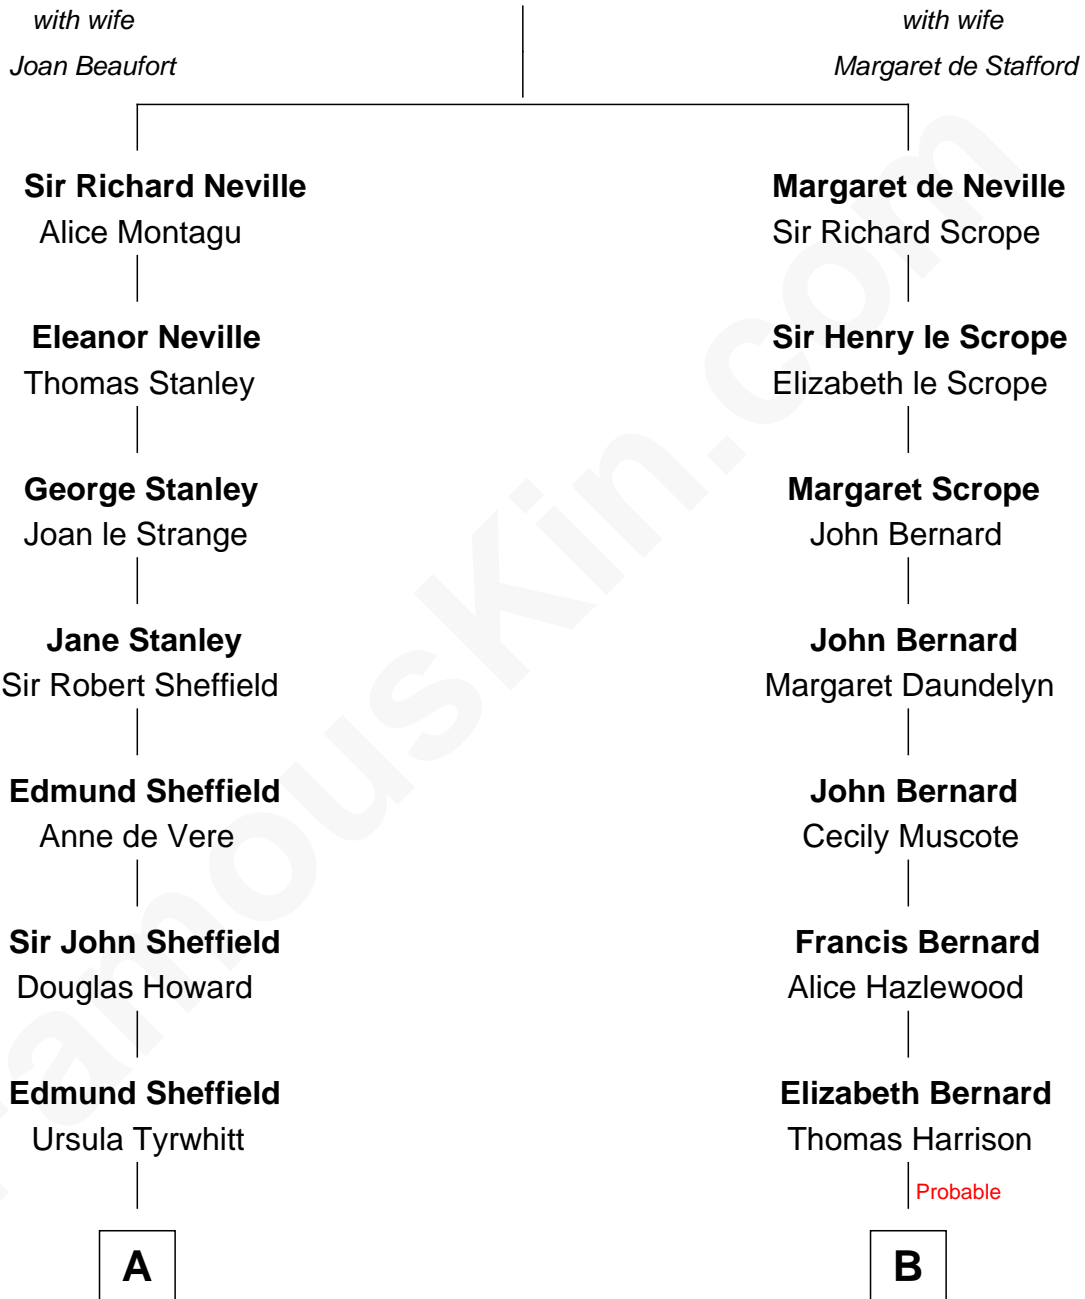 with wife
Joan Beaufort
with wife
Margaret de Stafford
Sir Richard Neville
Alice Montagu
Margaret de Neville
Sir Richard Scrope
Eleanor Neville
Thomas Stanley
Sir Henry le Scrope
Elizabeth le Scrope
George Stanley
Joan le Strange
Margaret Scrope
John Bernard
Jane Stanley
Sir Robert Sheffield
John Bernard
Margaret Daundelyn
Edmund Sheffield
Anne de Vere
John Bernard
Cecily Muscote
Sir John Sheffield
Douglas Howard
Francis Bernard
Alice Hazlewood
Edmund Sheffield
Ursula Tyrwhitt
Elizabeth Bernard
Thomas Harrison
Probable
A
B
FamousKin.com